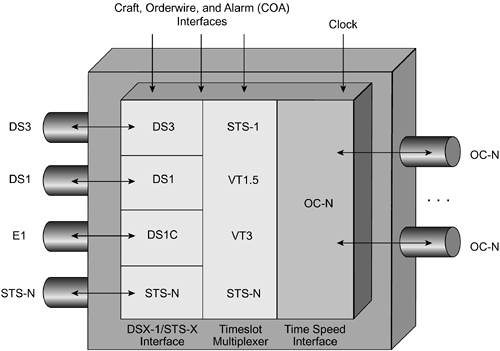 Craft, Orderwire, and Alarm (COA)
Interfaces
Clock
DS3
DS3
STS-1
DS1
DS1
VT1.5
E1
DS1C
VT3
STS-N
STS-N
STS-N
OC-N
OC-N
. . .
OC-N
DSX-1/STS-X
Interface
Timeslot
Multiplexer
Time Speed
Interface